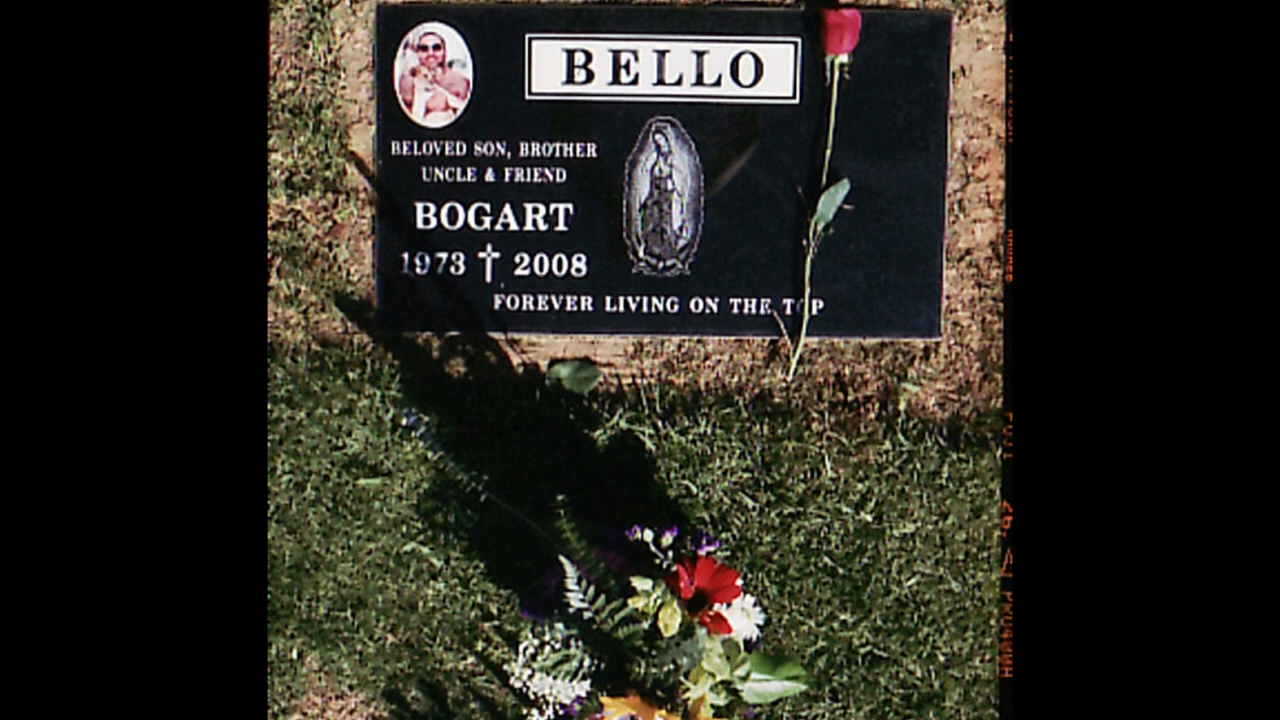 BELLO
BELOVED SON, BROTHER
UNCLE & FRIEND
BOGART
1973 2008
FOREVER LIVING ON THE TOP